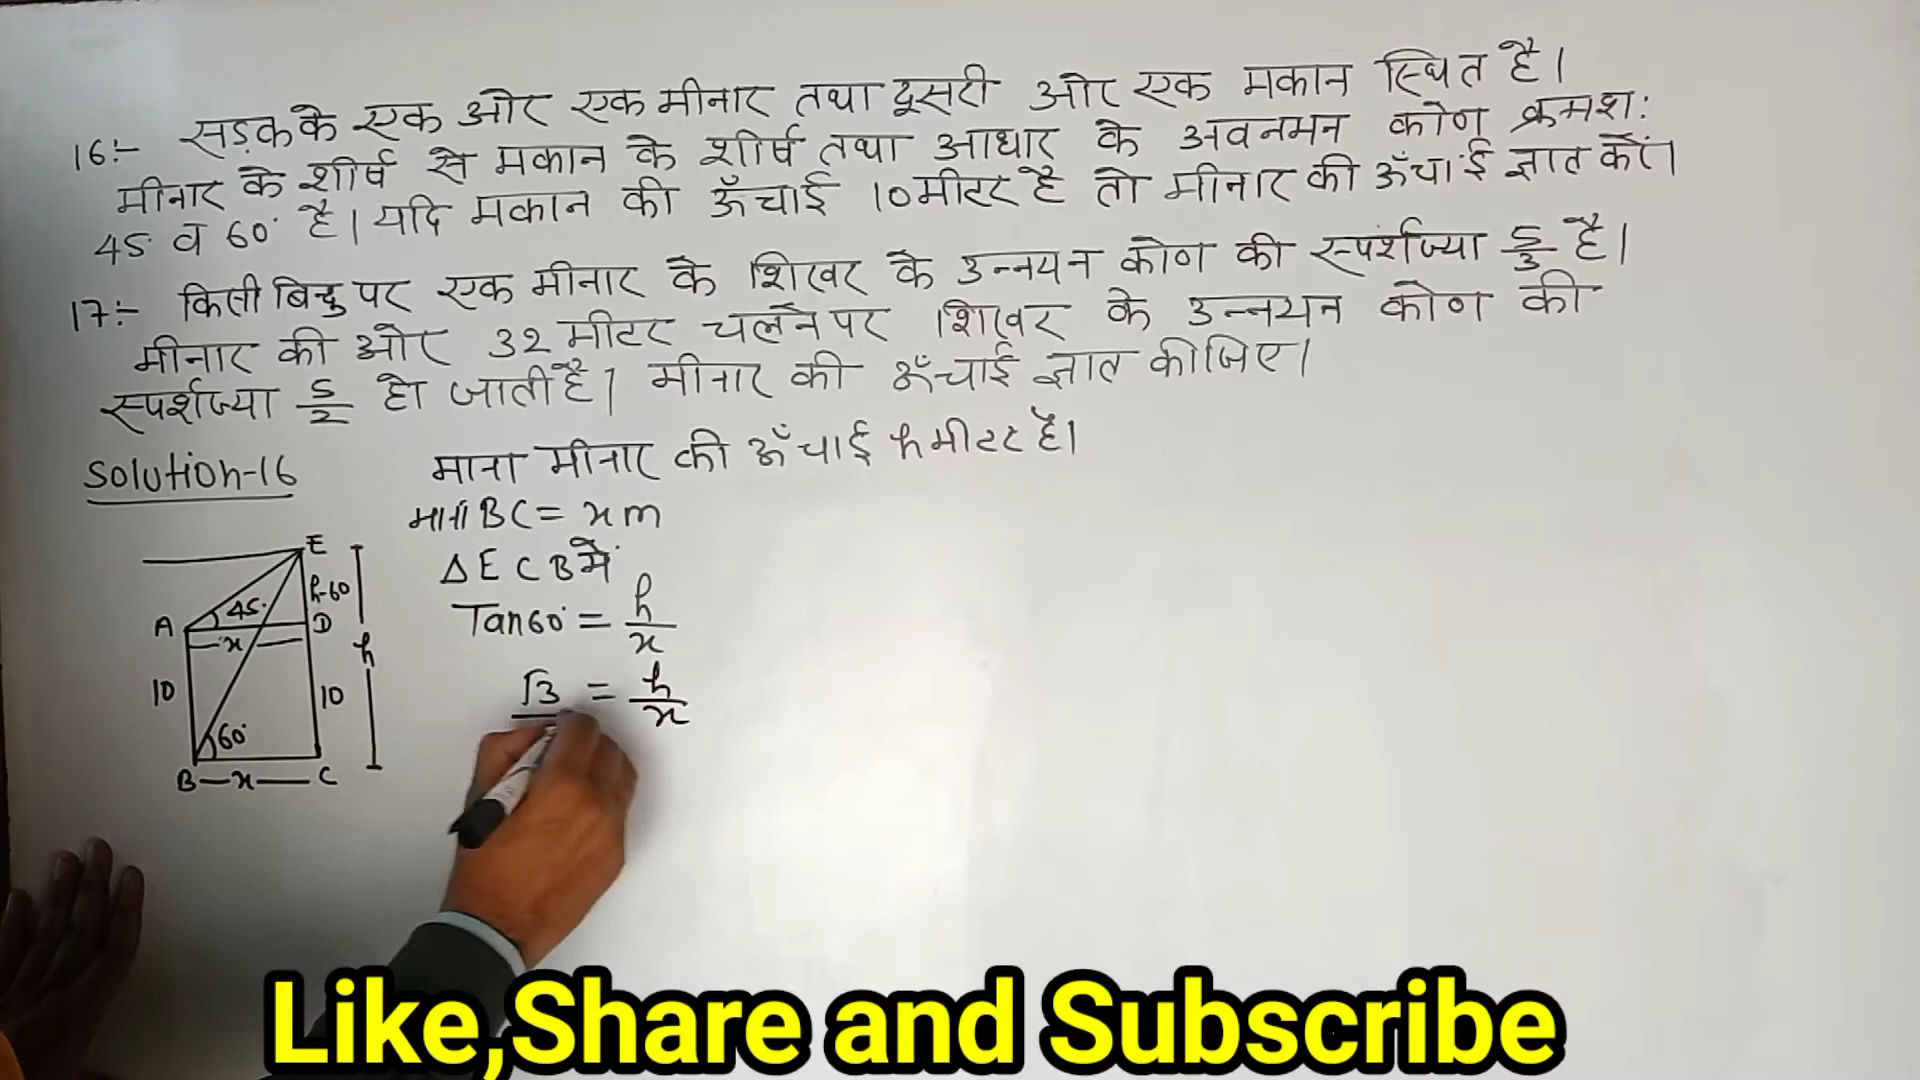 16:- सड़क के एक ओर एक मीनार तथा दूसरी ओर एक मकान स्थित है।
मीनार के शीर्ष से मकान के शीर्ष तथा आधार के अवनमन कोण क्रमश:
45° व 60° है। यदि मकान की ऊँचाई 10 मीटर है तो मीनार की ऊँचाई ज्ञात करें।
17:- किसी बिन्दु पर एक मीनार के शिखर के उन्नयन कोण की स्पर्शज्या 5/3 है।
मीनार की ओर 32 मीटर चलने पर शिखर के उन्नयन कोण की
स्पर्शज्या 5/2 हो जाती है। मीनार की ऊँचाई ज्ञात कीजिए।
Solution-16
माना मीनार की ऊँचाई h मीटर है।
माना BC = x m
Δ E C B में
Tan60° = h/x
√3 = h/x
E
h-60
45°
A
D
x
h
10
10
60°
B x C
Like,Share and Subscribe